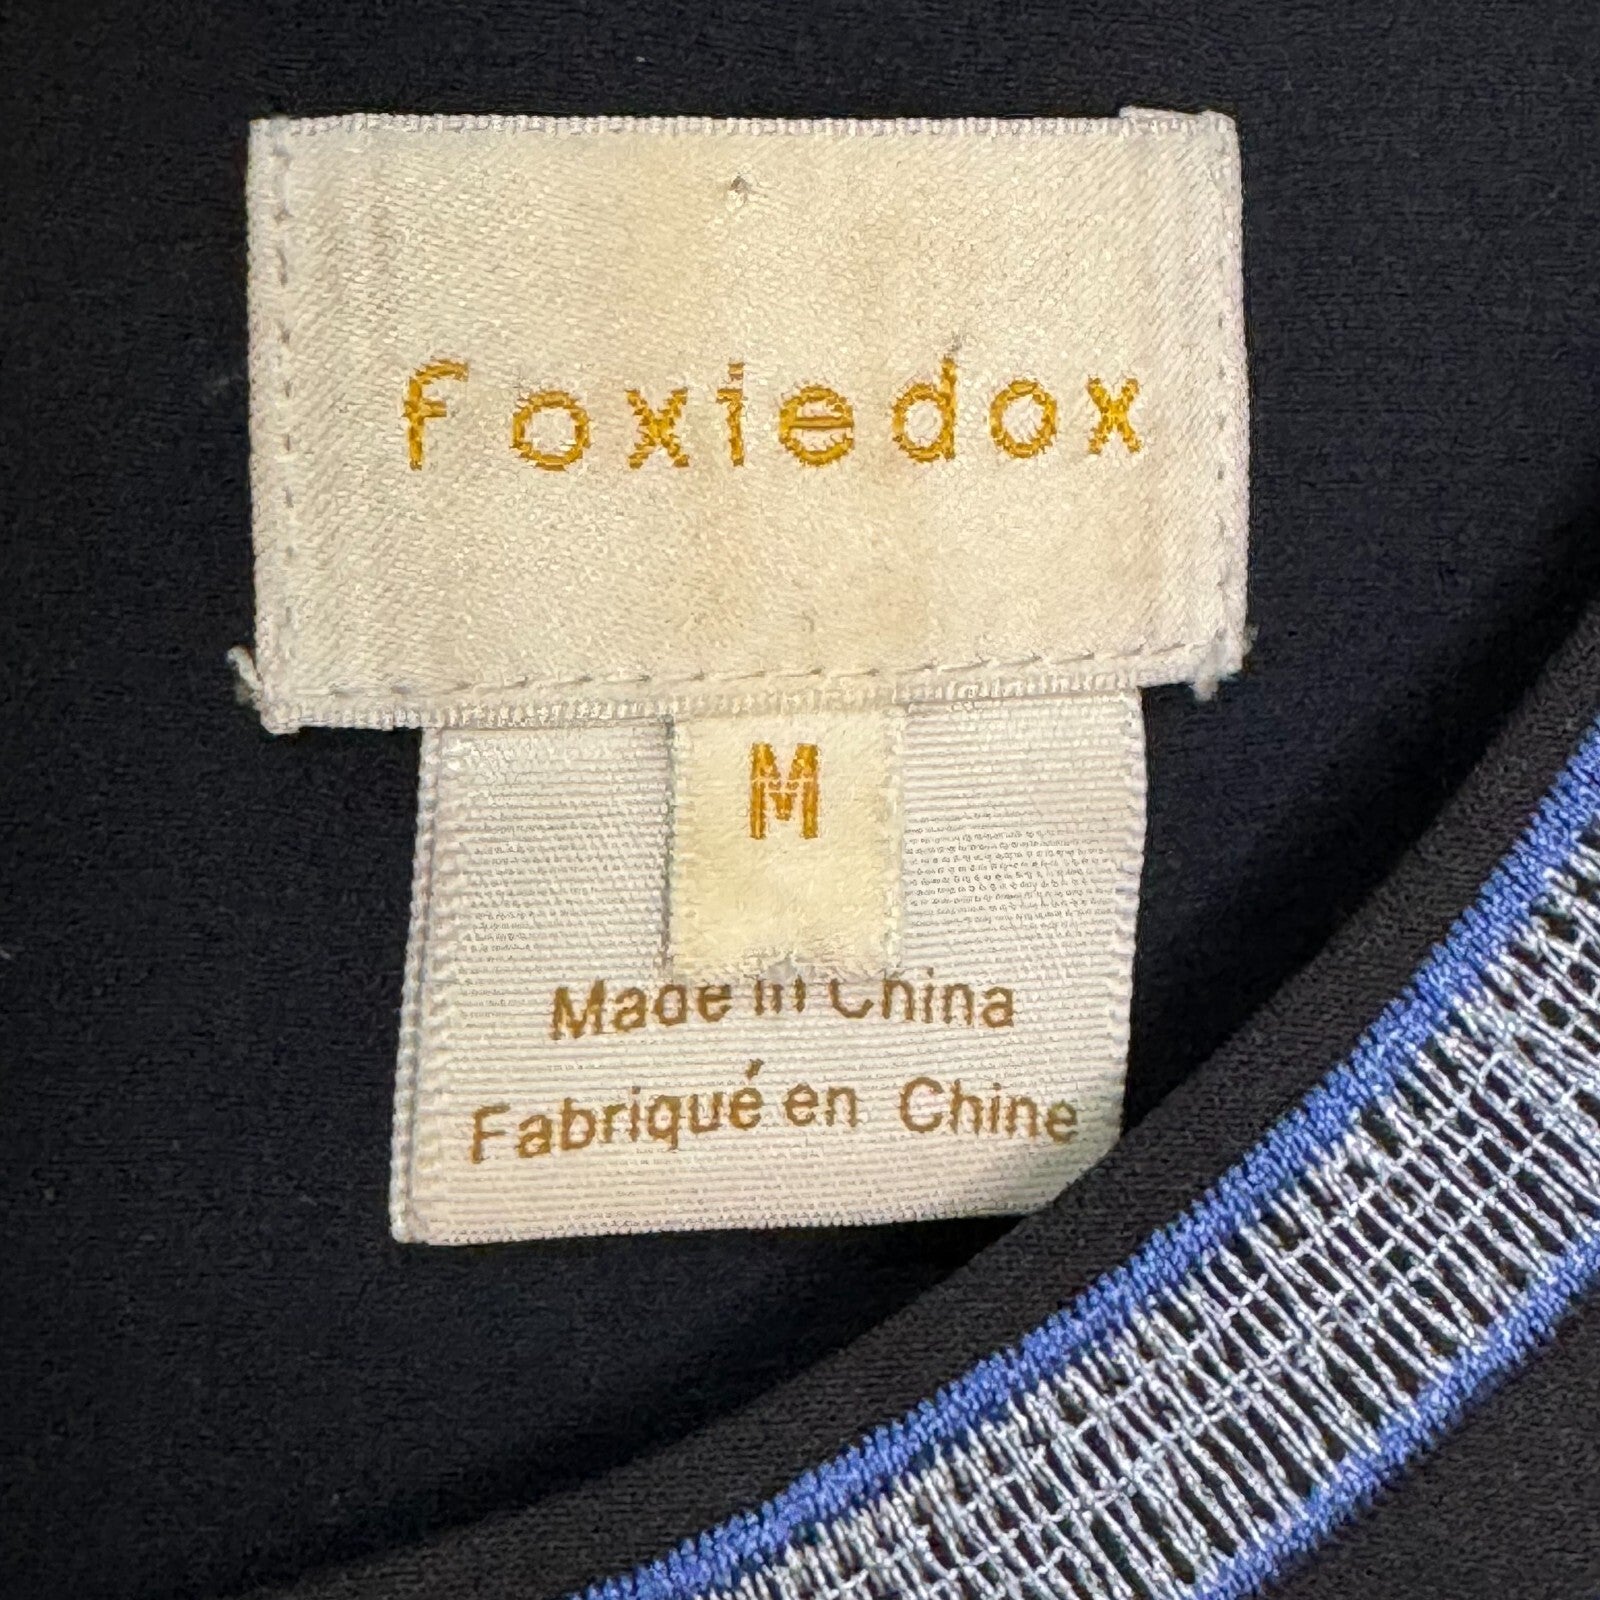 foxiedox
M
Made in China
Fabriqué en Chine